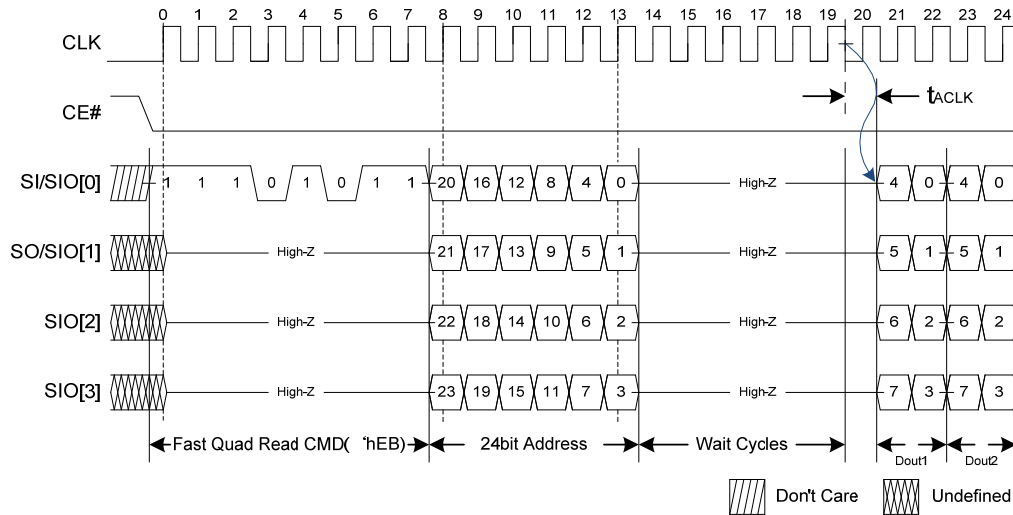 0 1 2 3 4 5 6 7 8 9 10 11 12 13 14 15 16 17 18 19 20 21 22 23 24
CLK
tACLK
CE#
SI/SIO[0] 1 1 1 0 1 0 1 1 20 16 12 8 4 0 High-Z 4 0 4 0
SO/SIO[1] High-Z 21 17 13 9 5 1 High-Z 5 1 5 1
SIO[2] High-Z 22 18 14 10 6 2 High-Z 6 2 6 2
SIO[3] High-Z 23 19 15 11 7 3 High-Z 7 3 7 3
Fast Quad Read CMD( ‘hEB) 24bit Address Wait Cycles Dout1 Dout2
Don't Care Undefined